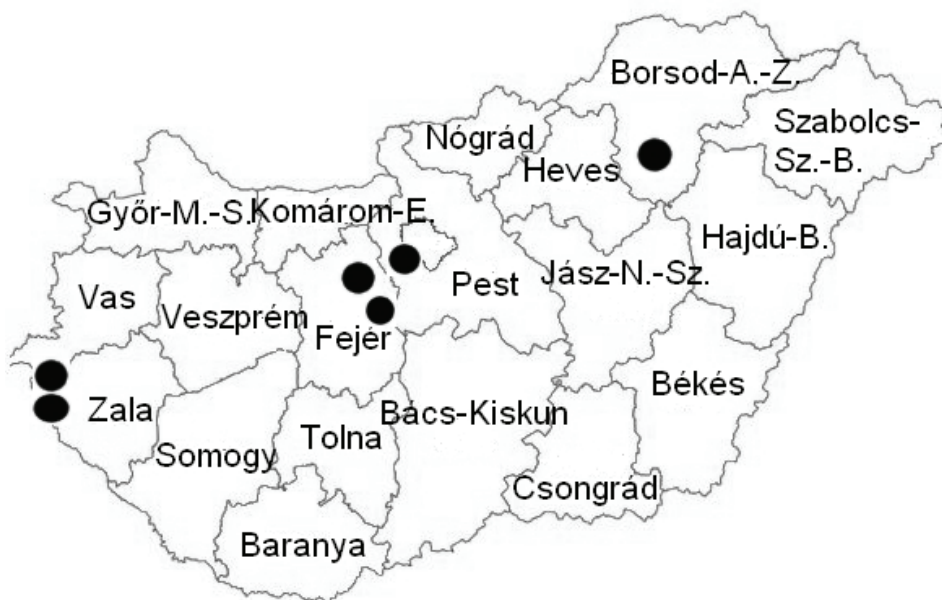 Borsod-A.-Z.
Szabolcs-
Sz.-B.
Nógrád
Heves
Győr-M.-S.
Komárom-E.
Hajdú-B.
Jász-N.-Sz.
Pest
Vas
Veszprém
Fejér
Zala
Békés
Bács-Kiskun
Tolna
Somogy
Csongrád
Baranya